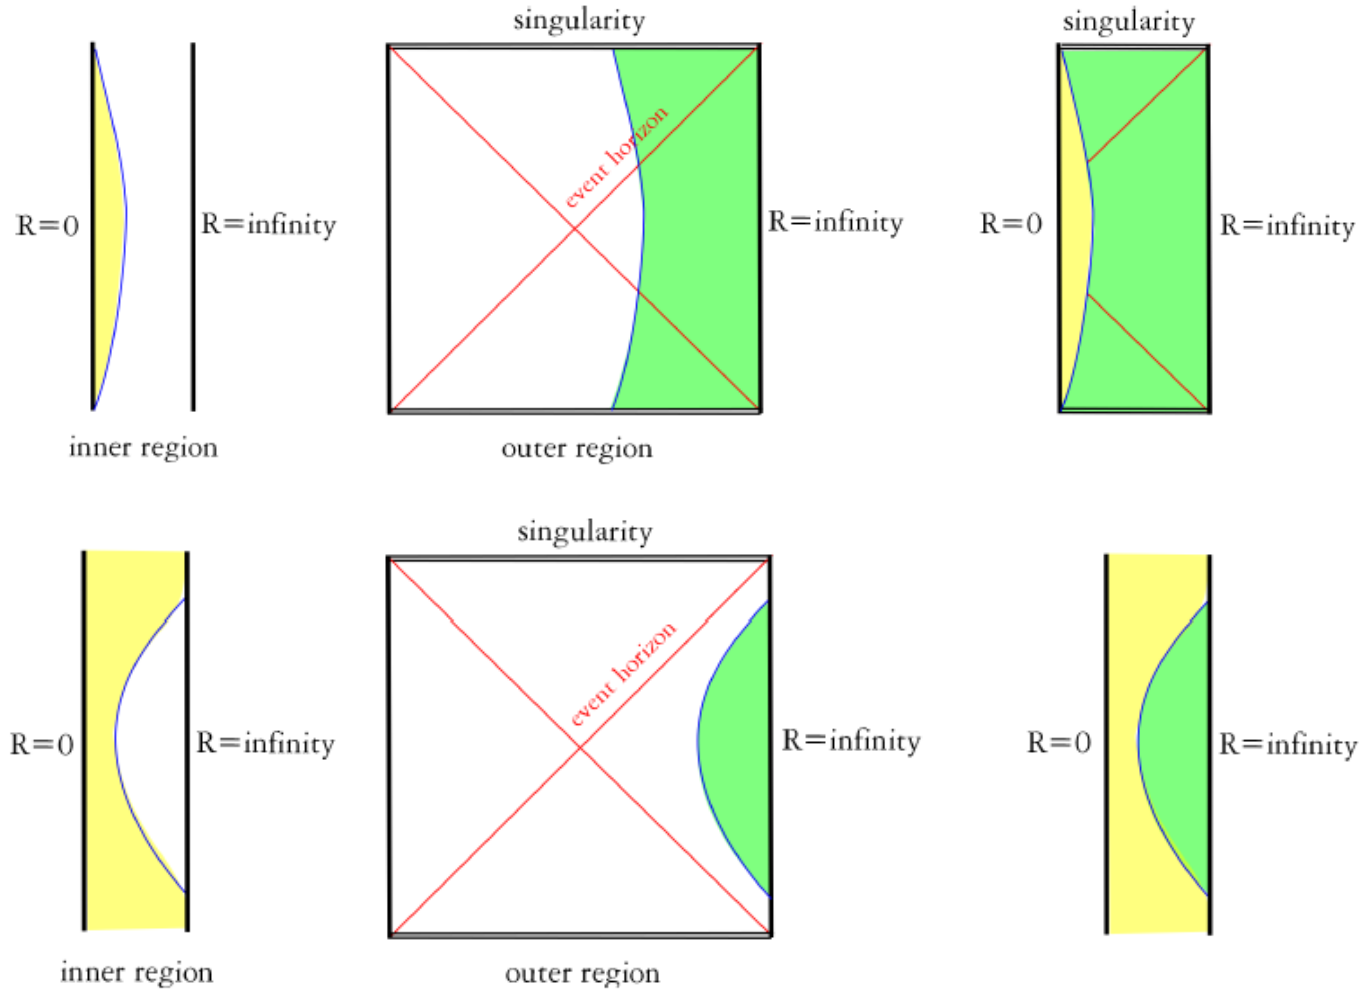 singularity
singularity
event horizon
R=0
R=infinity
R=infinity
R=0
R=infinity
inner region
outer region
singularity
event horizon
R=0
R=infinity
R=infinity
R=0
R=infinity
inner region
outer region